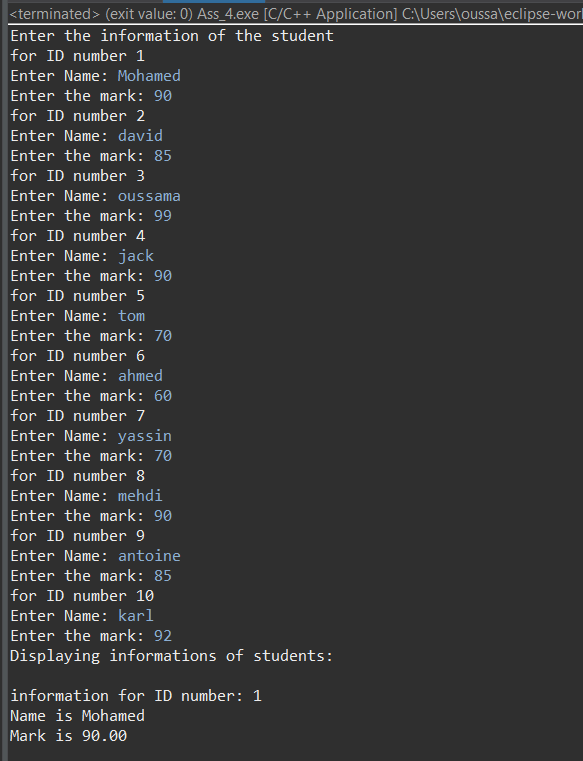 <terminated> (exit value: 0) Ass_4.exe [C/C++ Application] C:\Users\oussa\eclipse-wor
Enter the information of the student
for ID number 1
Enter Name: Mohamed
Enter the mark: 90
for ID number 2
Enter Name: david
Enter the mark: 85
for ID number 3
Enter Name: oussama
Enter the mark: 99
for ID number 4
Enter Name: jack
Enter the mark: 90
for ID number 5
Enter Name: tom
Enter the mark: 70
for ID number 6
Enter Name: ahmed
Enter the mark: 60
for ID number 7
Enter Name: yassin
Enter the mark: 70
for ID number 8
Enter Name: mehdi
Enter the mark: 90
for ID number 9
Enter Name: antoine
Enter the mark: 85
for ID number 10
Enter Name: karl
Enter the mark: 92
Displaying informations of students:
information for ID number: 1
Name is Mohamed
Mark is 90.00